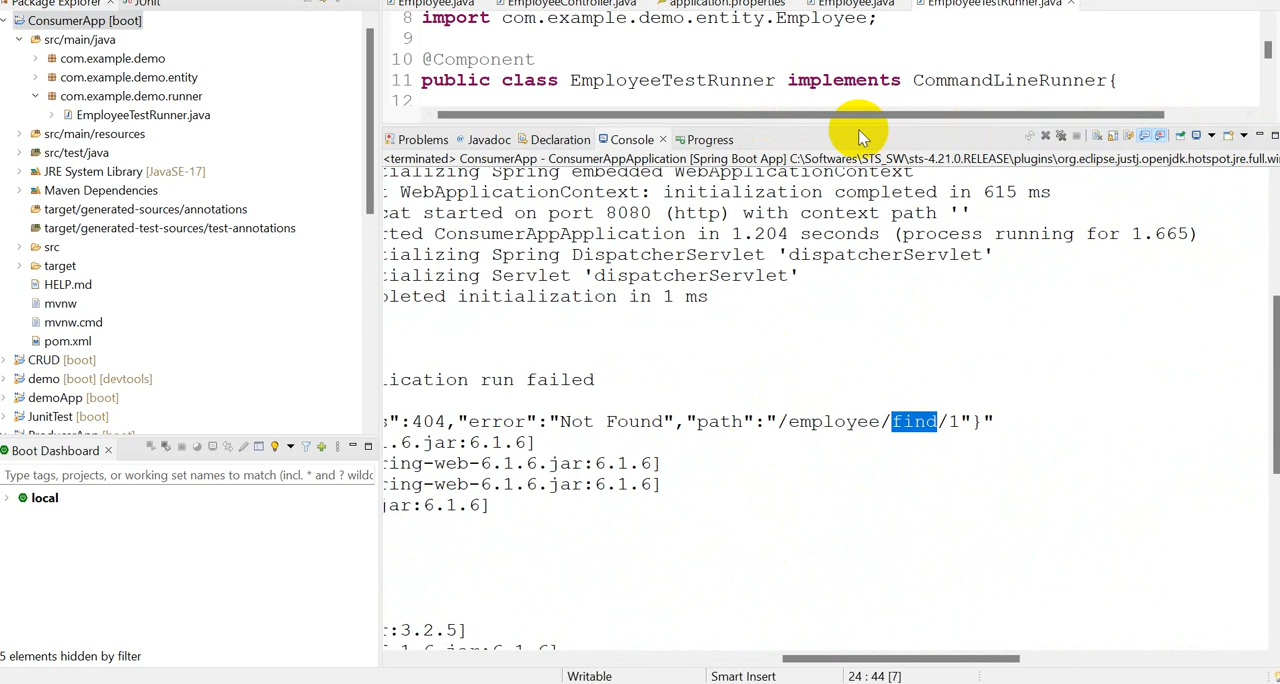 Package Explorer
JUnit
ConsumerApp [boot]
src/main/java
com.example.demo
com.example.demo.entity
com.example.demo.runner
EmployeeTestRunner.java
src/main/resources
src/test/java
JRE System Library [JavaSE-17]
Maven Dependencies
target/generated-sources/annotations
target/generated-test-sources/test-annotations
src
target
HELP.md
mvnw
mvnw.cmd
pom.xml
CRUD [boot]
demo [boot] [devtools]
demoApp [boot]
JunitTest [boot]
ProducerApp [boot]
Boot Dashboard
Type tags, projects, or working set names to match (incl. * and ? wildc
local
5 elements hidden by filter
Employee.java
EmployeeController.java
application.properties
Employee.java
EmployeeTestRunner.java
8 import com.example.demo.entity.Employee;
9
10 @Component
11 public class EmployeeTestRunner implements CommandLineRunner{
12
Problems Javadoc Declaration Console Progress
<terminated> ConsumerApp - ConsumerAppApplication [Spring Boot App] C:\Softwares\STS_SW\sts-4.21.0.RELEASE\plugins\org.eclipse.justj.openjdk.hotspot.jre.full.wi
ializing Spring embedded WebApplicationContext
t WebApplicationContext: initialization completed in 615 ms
cat started on port 8080 (http) with context path ''
rted ConsumerAppApplication in 1.204 seconds (process running for 1.665)
tializing Spring DispatcherServlet 'dispatcherServlet'
tializing Servlet 'dispatcherServlet'
pleted initialization in 1 ms
ication run failed
s":404,"error":"Not Found","path":"/employee/find/1"}"
.1.6.jar:6.1.6]
ring-web-6.1.6.jar:6.1.6]
ring-web-6.1.6.jar:6.1.6]
jar:6.1.6]
r:3.2.5]
Writable
Smart Insert
24 : 44 [7]